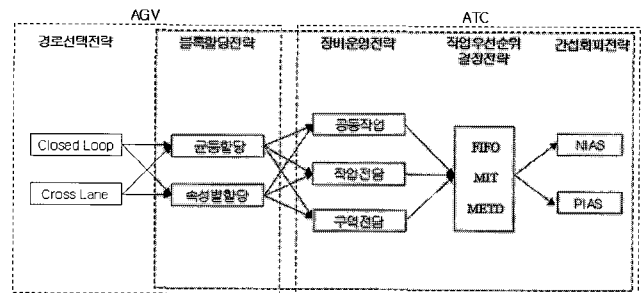 AGV
ATC
경로선택전략
블록할당전략
장비운영전략
작업우선순위
결정전략
간섭회피전략
Closed Loop
Cross Lane
균등할당
속성별할당
공동작업
작업전담
구역전담
FIFO
MIT
METD
NIAS
PIAS